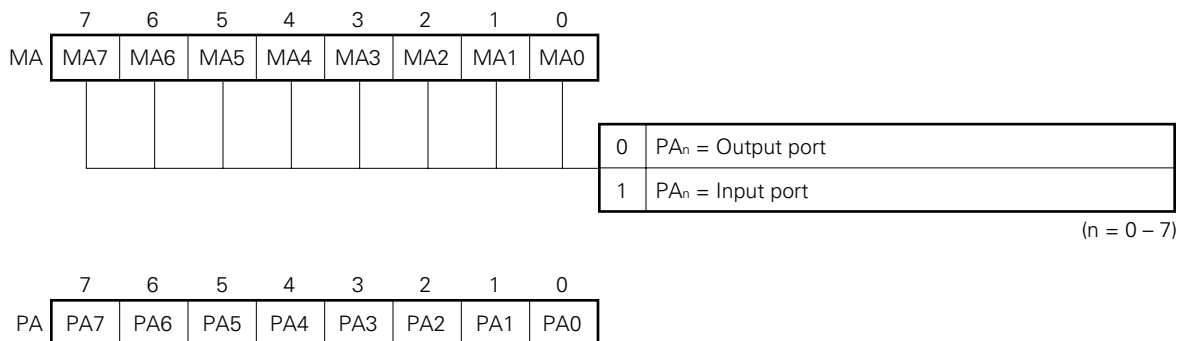 7 6 5 4 3 2 1 0
MA MA7 MA6 MA5 MA4 MA3 MA2 MA1 MA0
0 PAn = Output port
1 PAn = Input port
(n = 0 – 7)
7 6 5 4 3 2 1 0
PA PA7 PA6 PA5 PA4 PA3 PA2 PA1 PA0